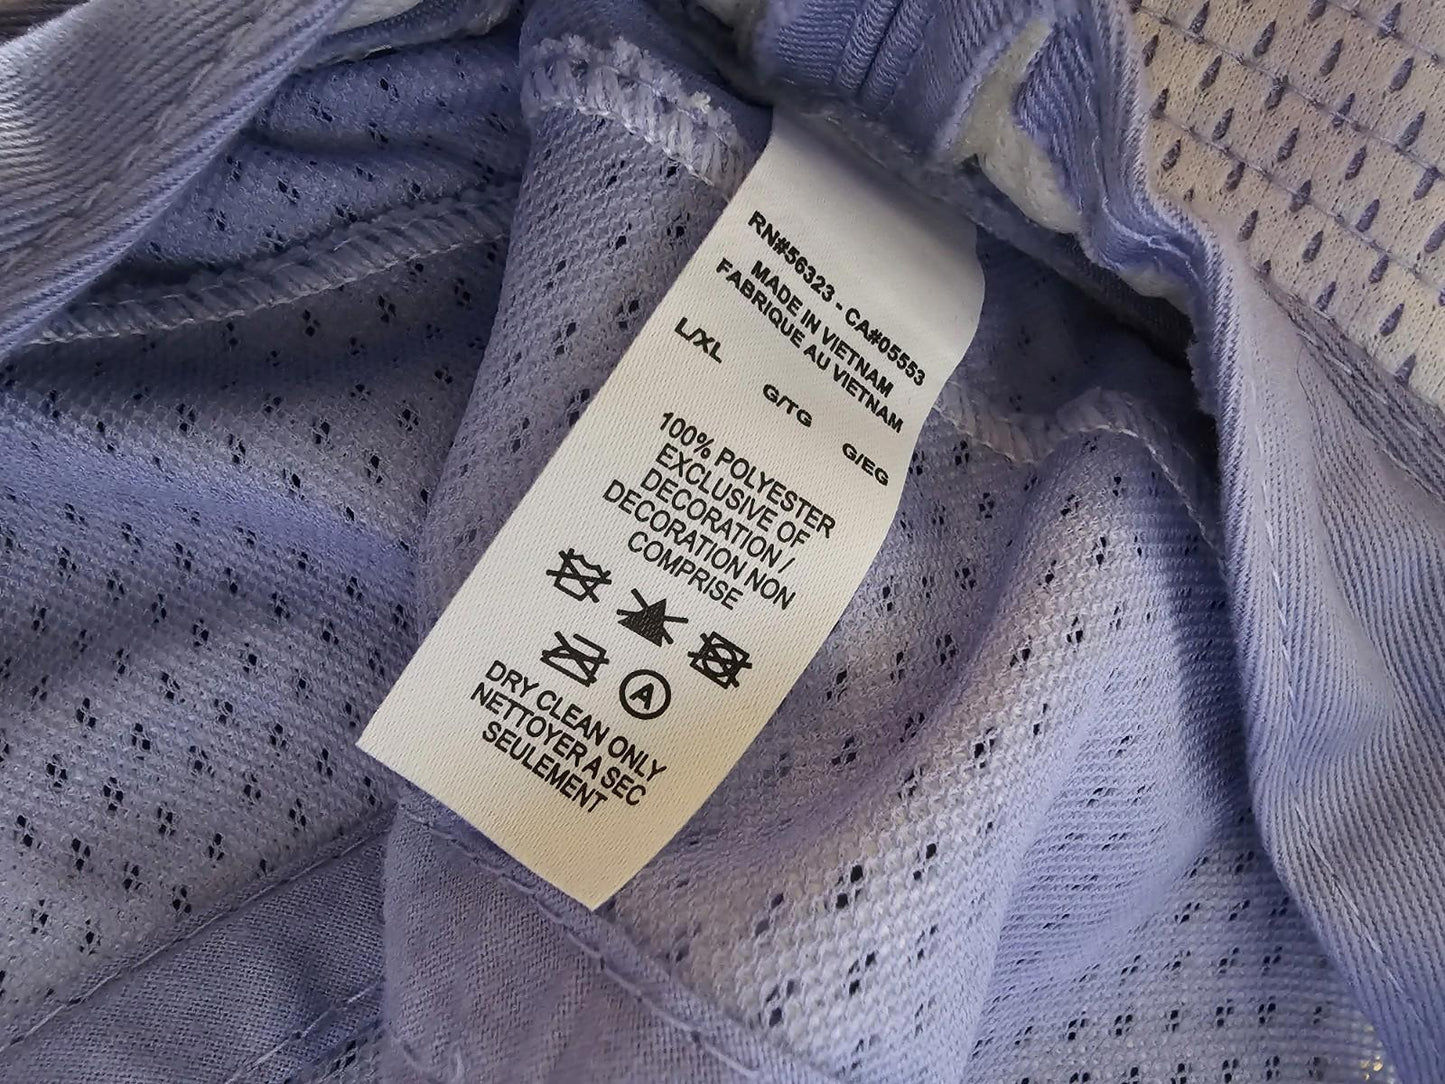 RN#56323 - CA#05553
MADE IN VIETNAM
FABRIQUE AU VIETNAM
L/XL G/TG G/EG
100% POLYESTER
EXCLUSIVE OF
DECORATION /
DECORATION NON
COMPRISE
A
DRY CLEAN ONLY
NETTOYER A SEC
SEULEMENT